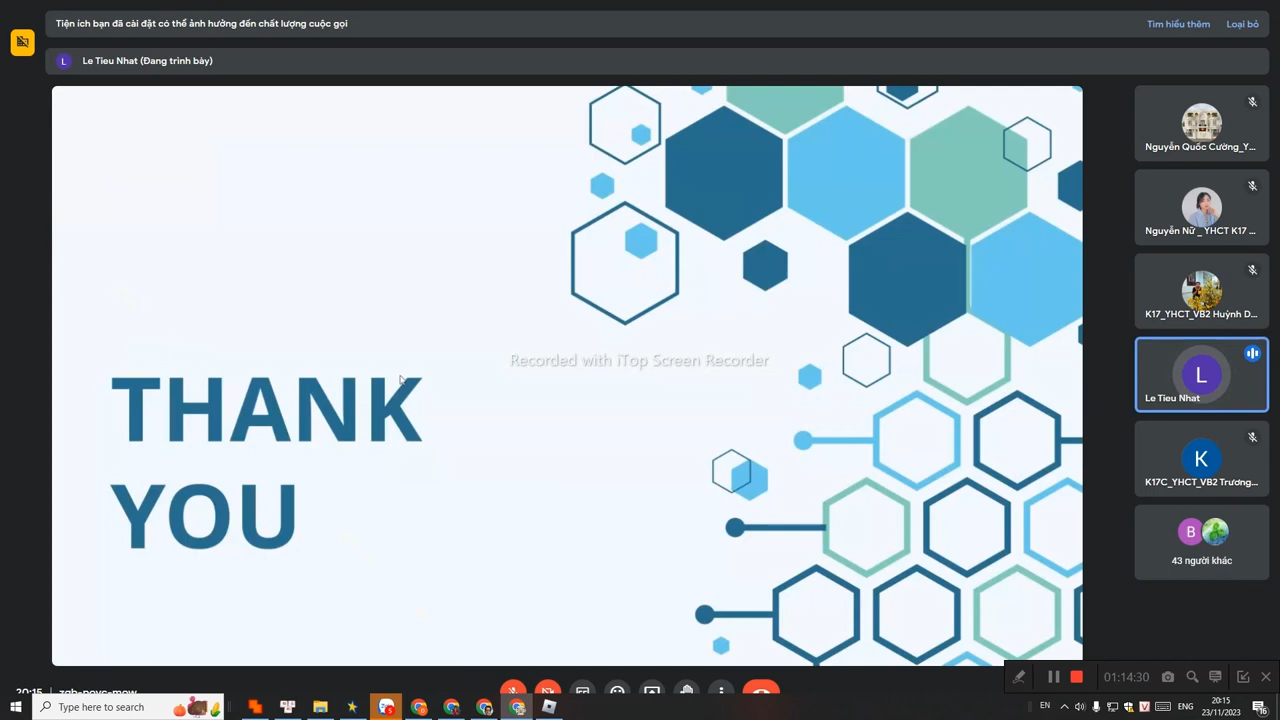 Tiện ích bạn đã cài đặt có thể ảnh hưởng đến chất lượng cuộc gọi
Tìm hiểu thêm
Loại bỏ
L
Le Tieu Nhat (Đang trình bày)
Nguyễn Quốc Cường_Y...
Nguyễn Nữ _ YHCT K17 ...
K17_YHCT_VB2 Huỳnh D...
Recorded with iTop Screen Recorder
THANK
YOU
L
Le Tieu Nhat
K
K17C_YHCT_VB2 Trương...
B
43 người khác
01:14:30
20:15
Type here to search
EN
ENG
20:15
23/11/2023